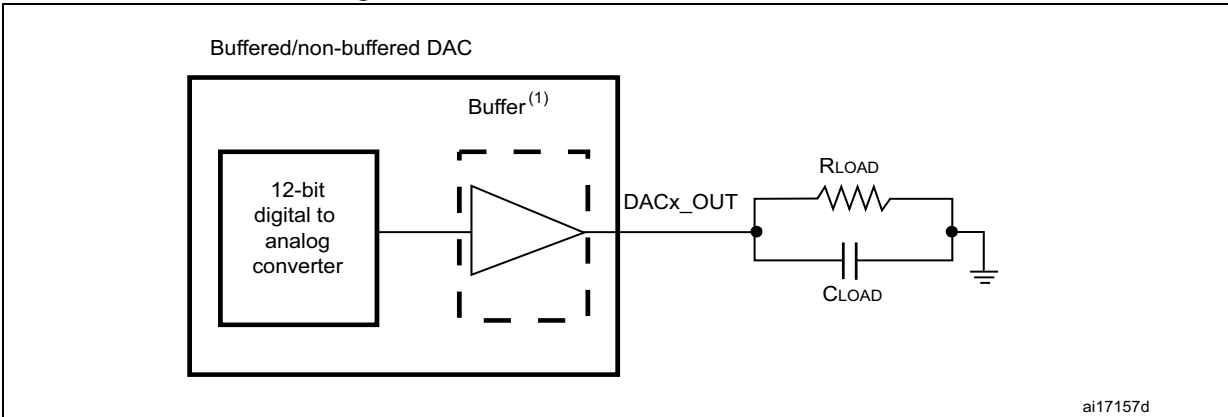 Buffered/non-buffered DAC
Buffer(1)
12-bit
digital to
analog
converter
DACx_OUT
RLOAD
CLOAD
ai17157d